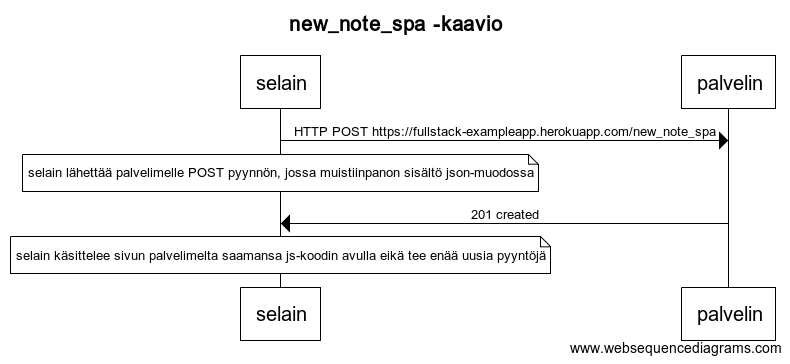 new_note_spa -kaavio
selain
palvelin
HTTP POST https://fullstack-exampleapp.herokuapp.com/new_note_spa
selain lähettää palvelimelle POST pyynnön, jossa muistiinpanon sisältö json-muodossa
201 created
selain käsittelee sivun palvelimelta saamansa js-koodin avulla eikä tee enää uusia pyyntöjä
selain
palvelin
www.websequencediagrams.com